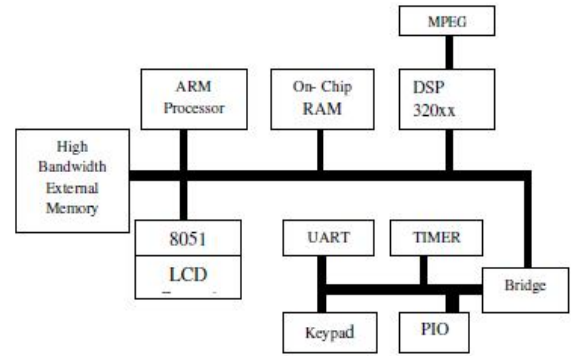 MPEG
ARM
Processor
On- Chip
RAM
DSP
320xx
High
Bandwidth
External
Memory
8051
LCD
UART
TIMER
Bridge
Keypad
PIO